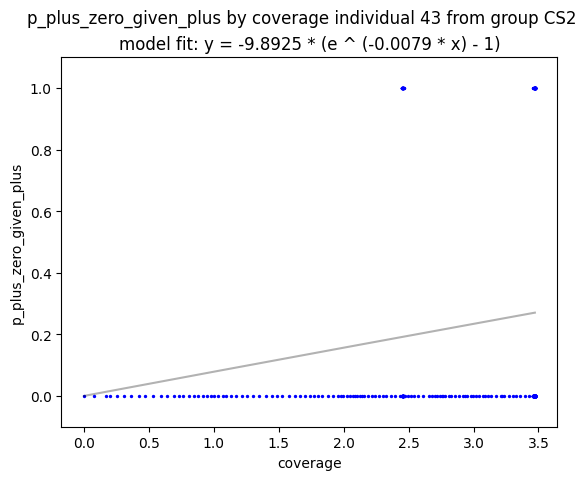 p_plus_zero_given_plus by coverage individual 43 from group CS2
model fit: y = -9.8925 * (e ^ (-0.0079 * x) - 1)
1.0
0.8
0.6
0.4
0.2
0.0
p_plus_zero_given_plus
0.0 0.5 1.0 1.5 2.0 2.5 3.0 3.5
coverage